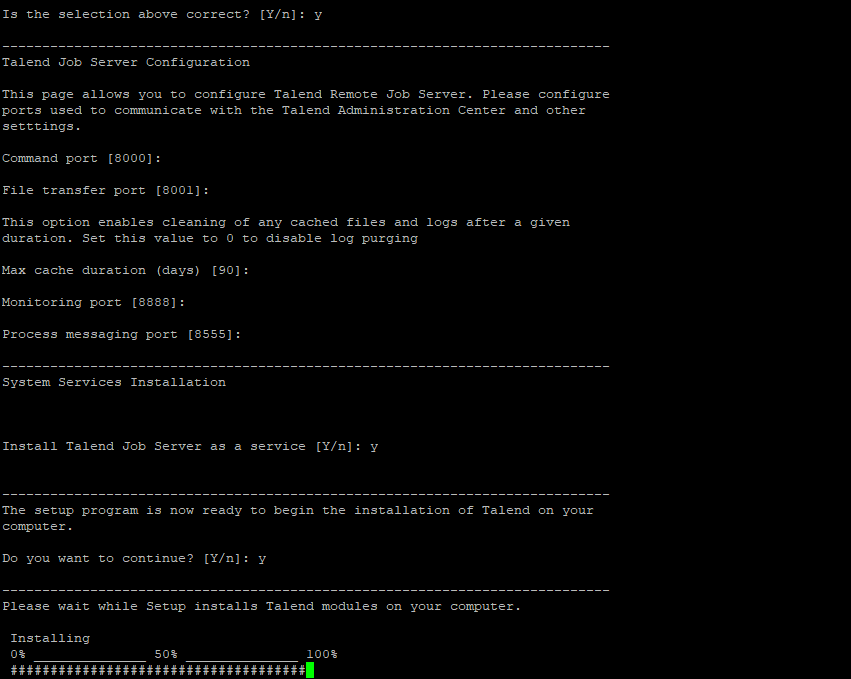 Is the selection above correct? [Y/n]: y
----------------------------------------------------------------------------
Talend Job Server Configuration
This page allows you to configure Talend Remote Job Server. Please configure
ports used to communicate with the Talend Administration Center and other
setttings.
Command port [8000]:
File transfer port [8001]:
This option enables cleaning of any cached files and logs after a given
duration. Set this value to 0 to disable log purging
Max cache duration (days) [90]:
Monitoring port [8888]:
Process messaging port [8555]:
----------------------------------------------------------------------------
System Services Installation
Install Talend Job Server as a service [Y/n]: y
----------------------------------------------------------------------------
The setup program is now ready to begin the installation of Talend on your
computer.
Do you want to continue? [Y/n]: y
----------------------------------------------------------------------------
Please wait while Setup installs Talend modules on your computer.
Installing
0% ______________ 50% ______________ 100%
#####################################